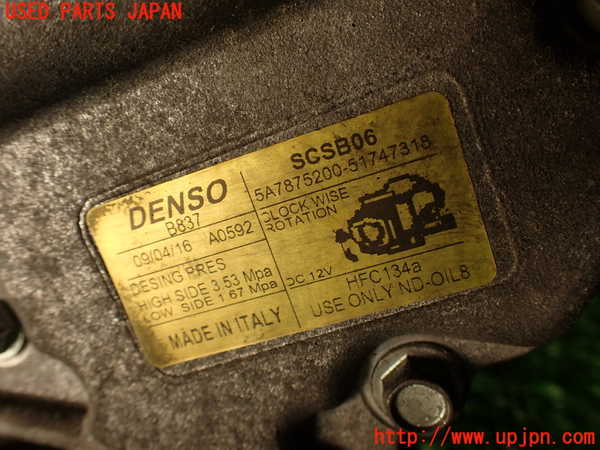 USED PARTS JAPAN
DENSO
SCSB06
5A7875200-51747318
B837
09/04/16 A0592
CLOCK WISE
ROTATION
DESING PRES
HIGH SIDE 3.53 Mpa
LOW SIDE 1.67 Mpa
DC 12V
HFC134a
MADE IN ITALY
USE ONLY ND-OIL8
http://www.upjpn.com/